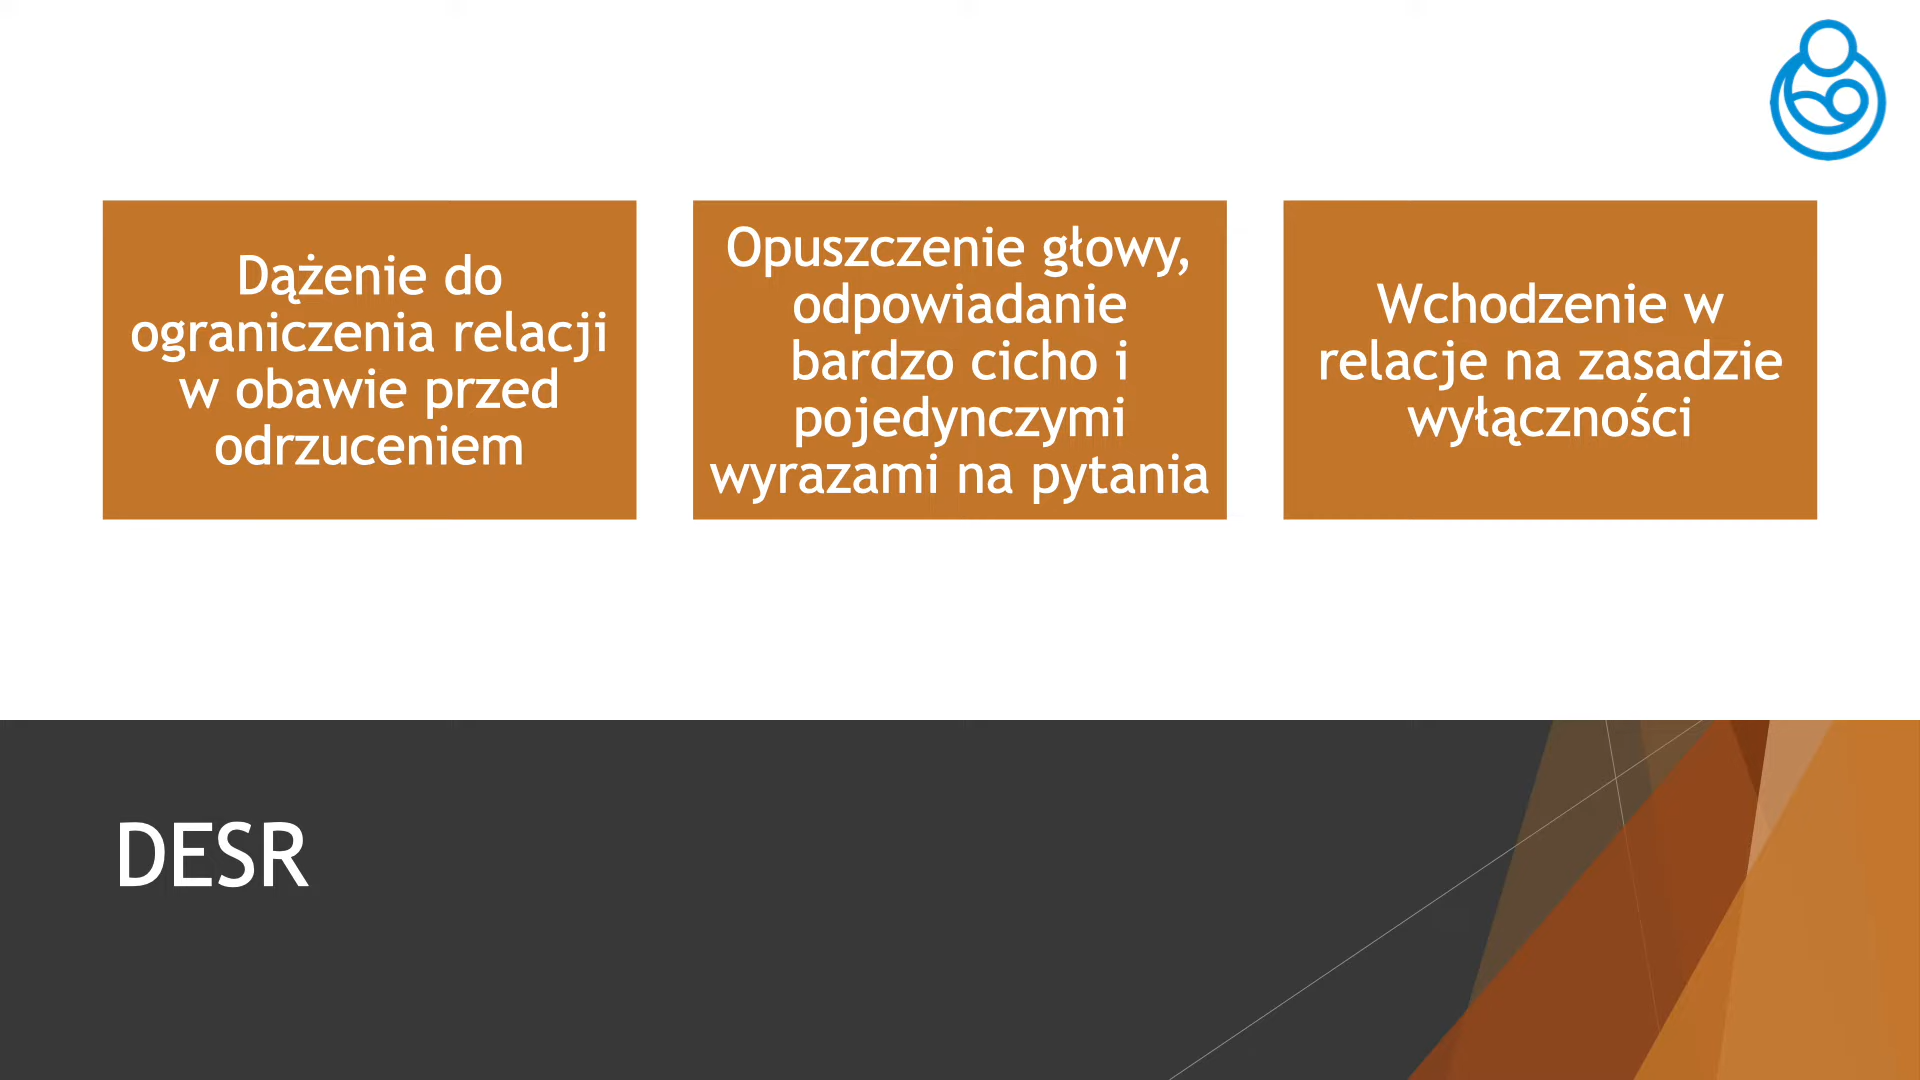 Dążenie do
ograniczenia relacji
w obawie przed
odrzuceniem
Opuszczenie głowy,
odpowiadanie
bardzo cicho i
pojedynczymi
wyrazami na pytania
Wchodzenie w
relacje na zasadzie
wyłączności
DESR